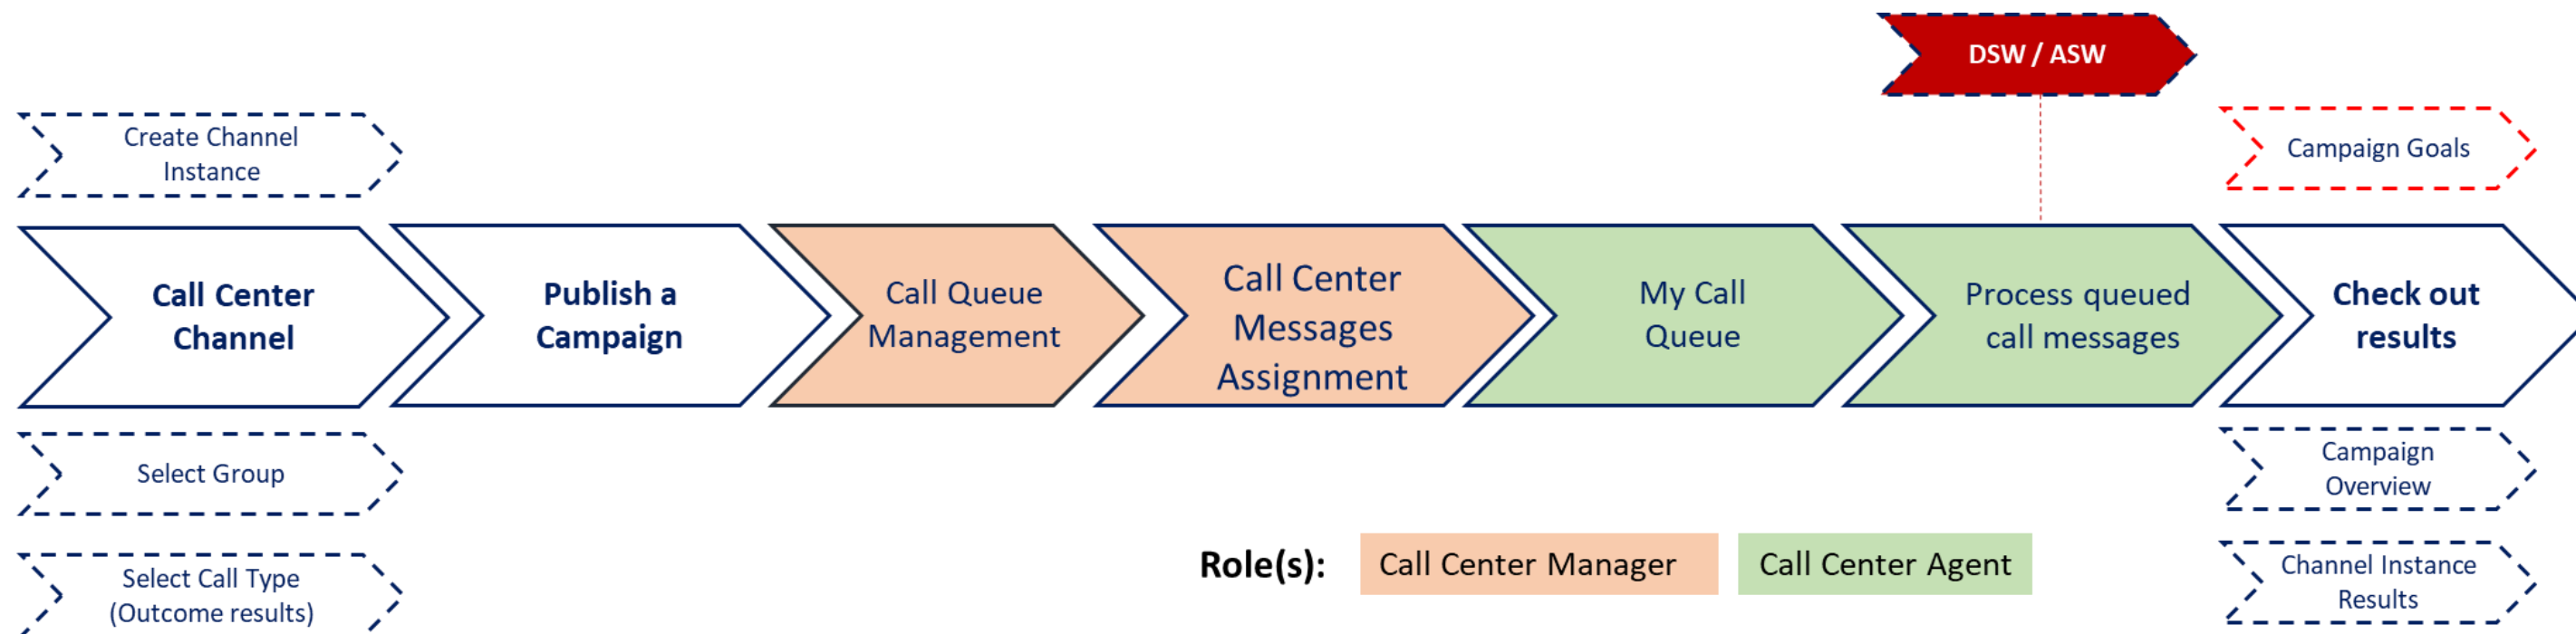 DSW / ASW
Create Channel
Instance
Campaign Goals
Call Center
Channel
Publish a
Campaign
Call Queue
Management
Call Center
Messages
Assignment
My Call
Queue
Process queued
call messages
Check out
results
Select Group
Campaign
Overview
Select Call Type
(Outcome results)
Role(s):
Call Center Manager
Call Center Agent
Channel Instance
Results